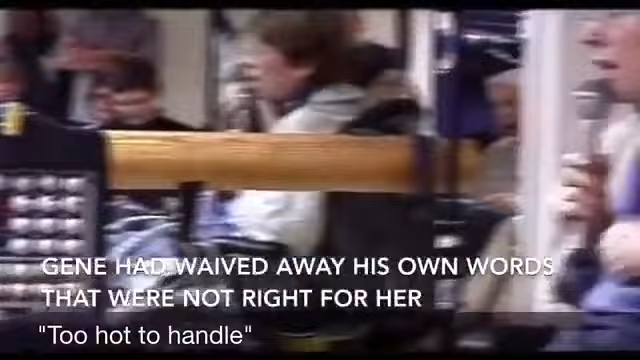 GENE HAD WAIVED AWAY HIS OWN WORDS
THAT WERE NOT RIGHT FOR HER
"Too hot to handle"